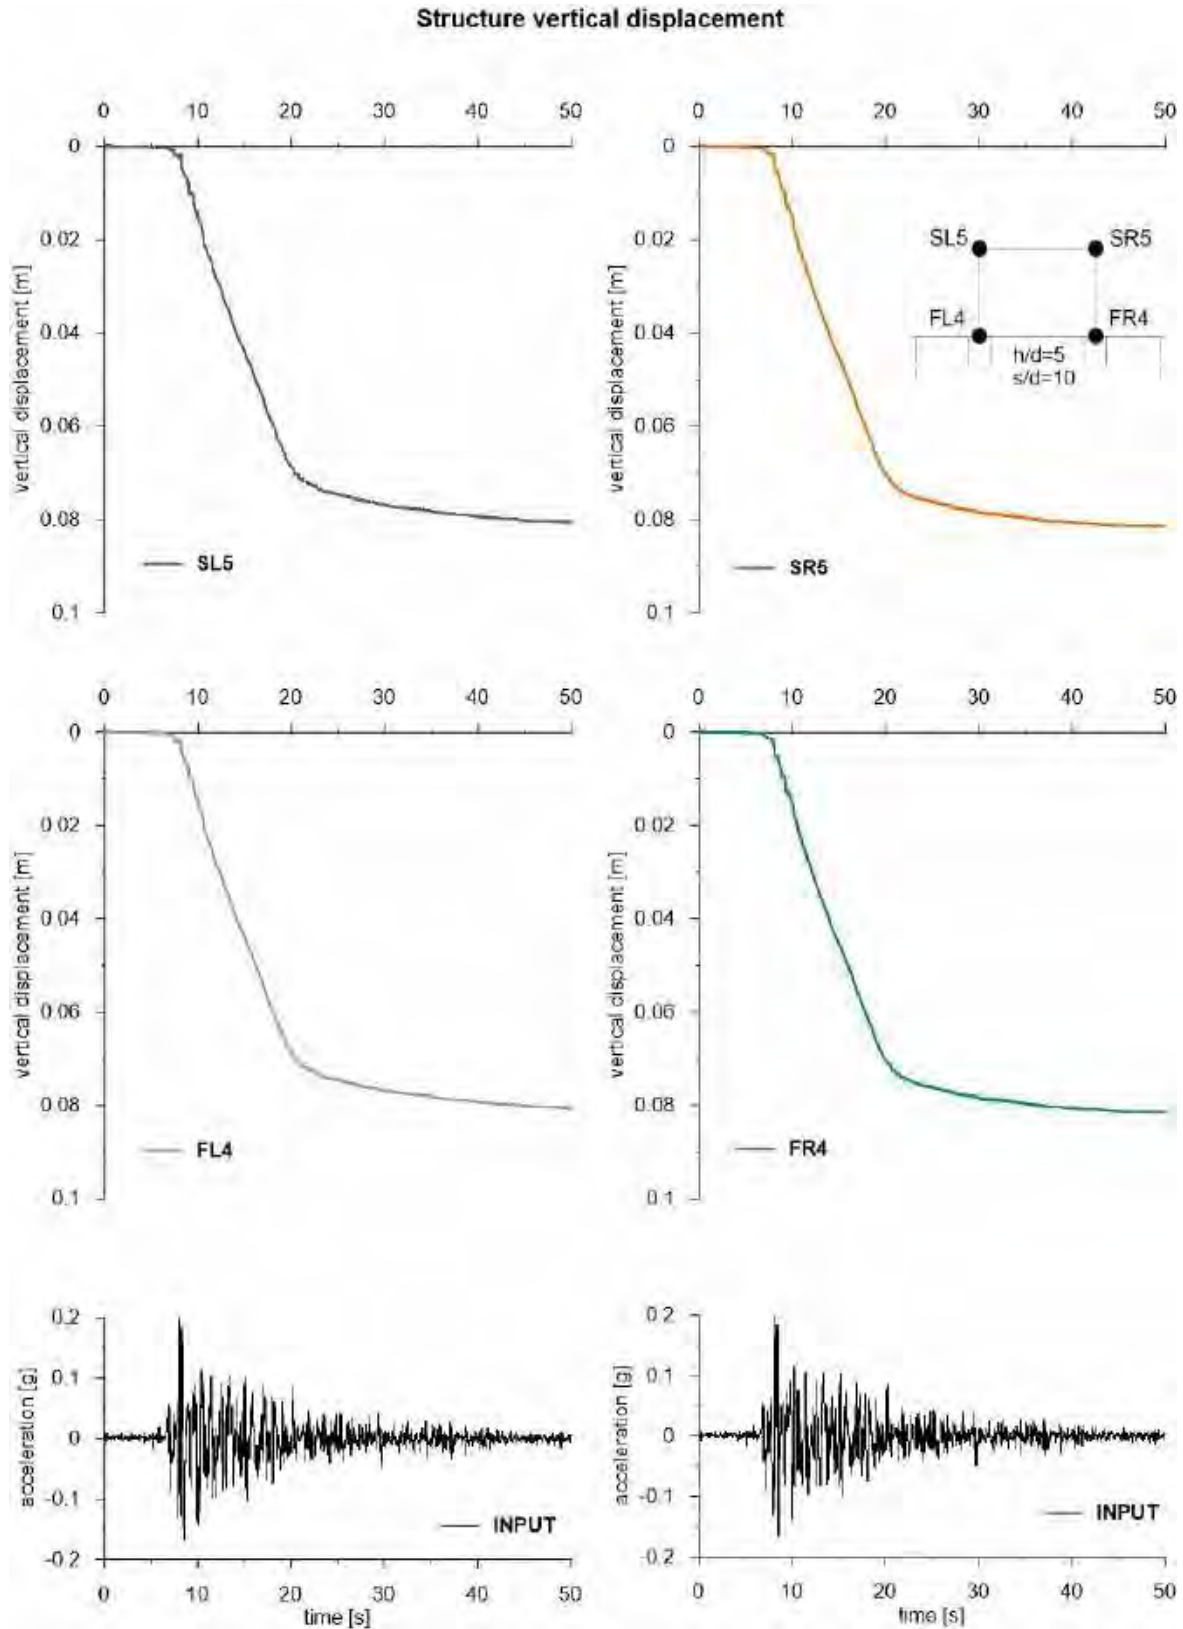 Structure vertical displacement
0 10 20 30 40 50
0
0.02
0.04
0.06
0.08
0.1
vertical displacement [m]
SL5
0 10 20 30 40 50
0
0.02
0.04
0.06
0.08
0.1
vertical displacement [m]
SL5 SR5
FL4 FR4
h/d=5
s/d=10
SR5
0 10 20 30 40 50
0
0.02
0.04
0.06
0.08
0.1
vertical displacement [m]
FL4
0 10 20 30 40 50
0
0.02
0.04
0.06
0.08
0.1
vertical displacement [m]
FR4
0.2
0.1
0
-0.1
-0.2
acceleration [g]
INPUT
0 10 20 30 40 50
time [s]
0.2
0.1
0
-0.1
-0.2
acceleration [g]
INPUT
0 10 20 30 40 50
time [s]